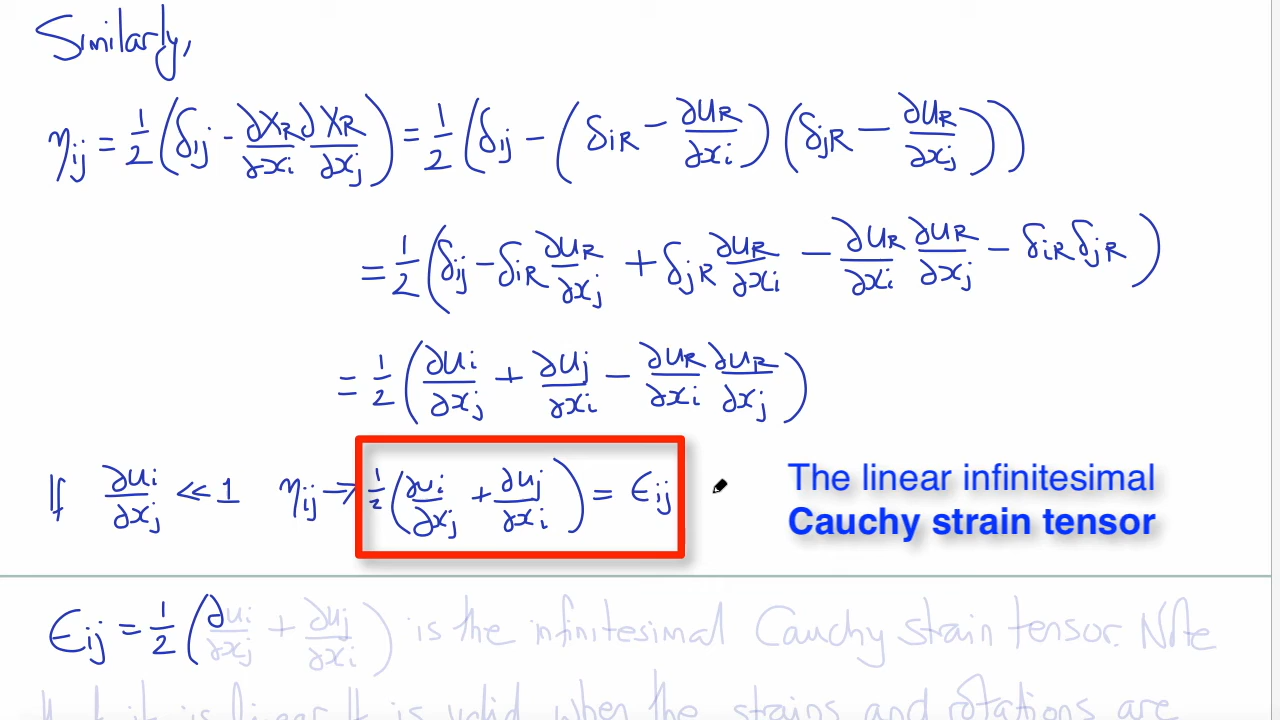 Similarly,
ηij = 1/2 (δij - ∂XR/∂xi ∂XR/∂xj) = 1/2 (δij - (δiR - ∂uR/∂xi)(δjR - ∂uR/∂xj))
= 1/2 (δij - δiR ∂uR/∂xj + δjR ∂uR/∂xi - ∂uR/∂xi ∂uR/∂xj - δiR δjR)
= 1/2 (∂ui/∂xj + ∂uj/∂xi - ∂uR/∂xi ∂uR/∂xj)
If ∂ui/∂xj ≪ 1 ηij → 1/2 (∂ui/∂xj + ∂uj/∂xi) = ϵij
The linear infinitesimal
Cauchy strain tensor
ϵij = 1/2 (∂ui/∂xj + ∂uj/∂xi) is the infinitesimal Cauchy strain tensor. Note
it is linear. It is valid when the strains and rotations are